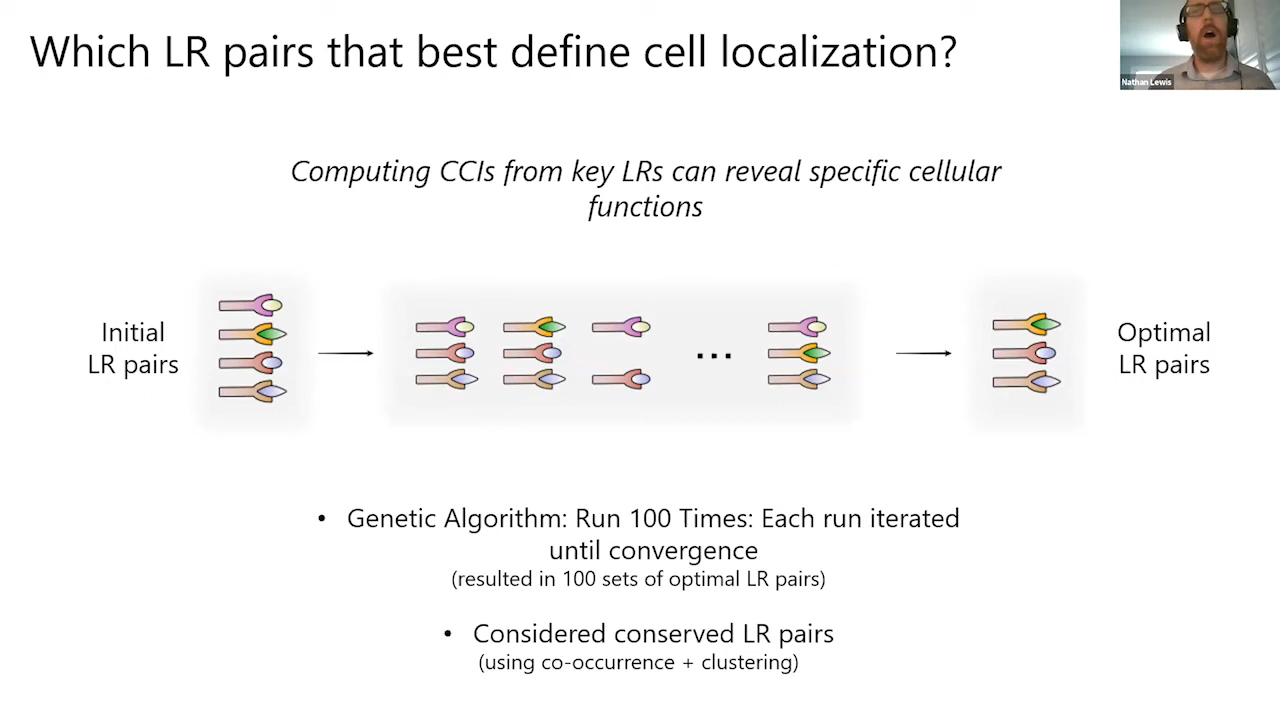 Which LR pairs that best define cell localization?
Nathan Lewis
Computing CCIs from key LRs can reveal specific cellular
functions
Initial
LR pairs
...
Optimal
LR pairs
• Genetic Algorithm: Run 100 Times: Each run iterated
until convergence
(resulted in 100 sets of optimal LR pairs)
• Considered conserved LR pairs
(using co-occurrence + clustering)